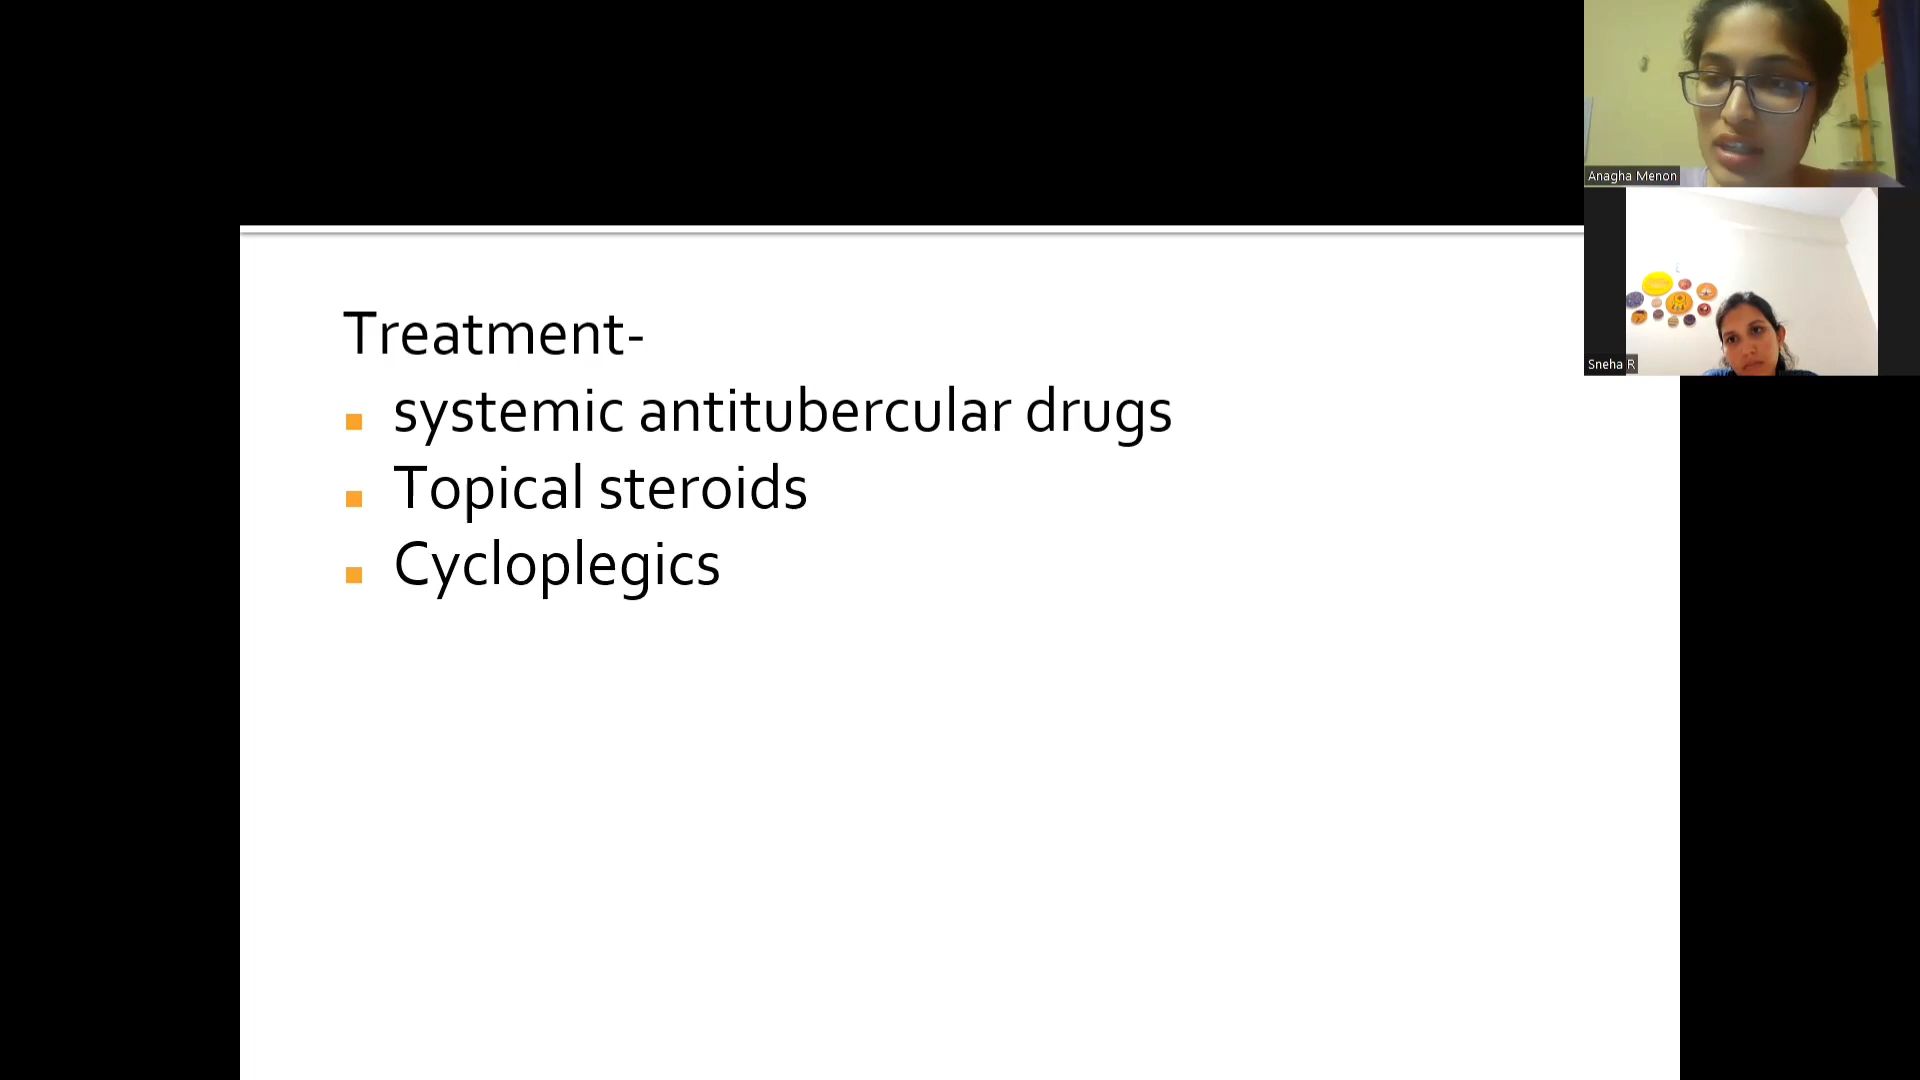 Treatment-
systemic antitubercular drugs
Topical steroids
Cycloplegics
Anagha Menon
Sneha R